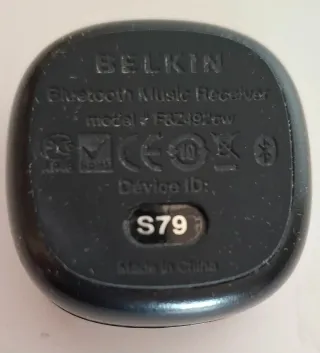 BELKIN
Bluetooth Music Receiver
model # F8Z492cw
Device ID:
S79
Made in China